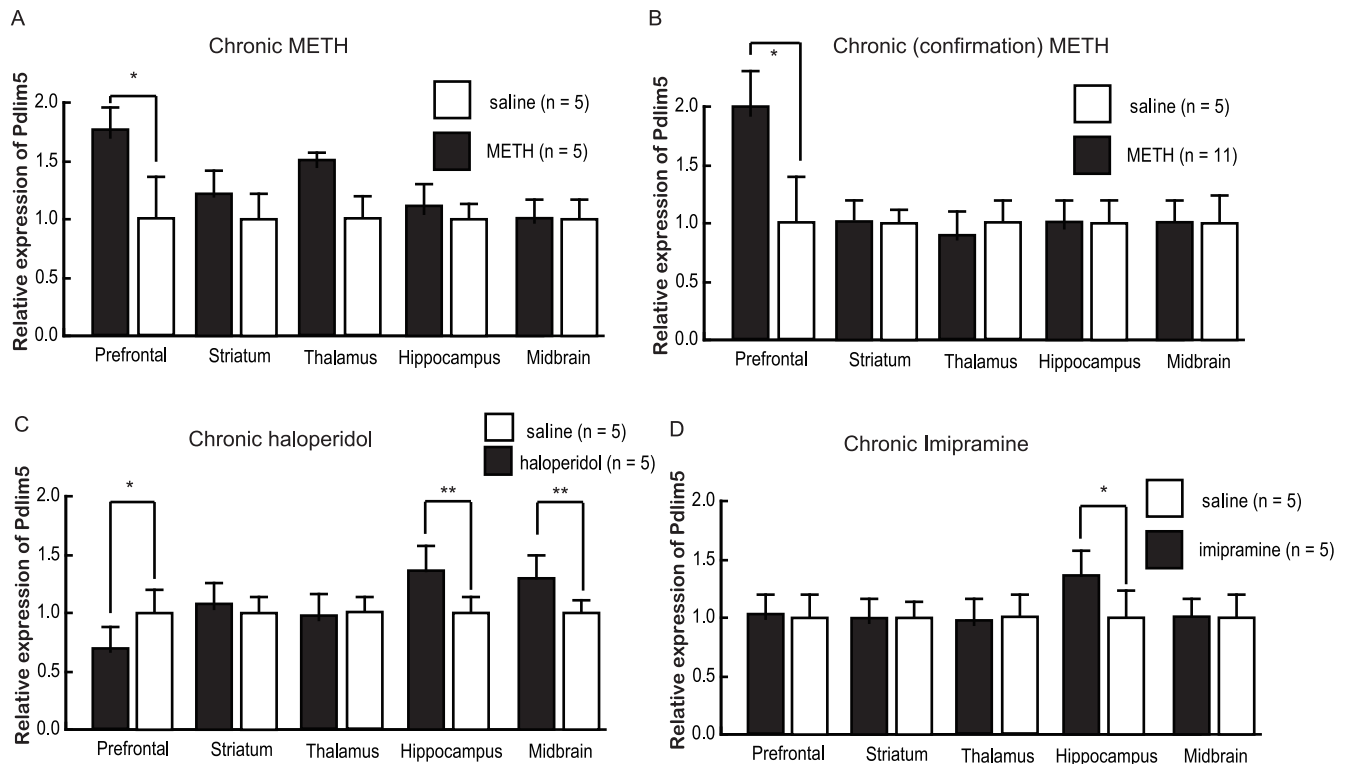 A
Chronic METH
Relative expression of Pdlim5
2.0
1.5
1.0
0.5
0.0
*
saline (n = 5)
METH (n = 5)
Prefrontal Striatum Thalamus Hippocampus Midbrain
B
Chronic (confirmation) METH
Relative expression of Pdlim5
2.0
1.5
1.0
0.5
0.0
*
saline (n = 5)
METH (n = 11)
Prefrontal Striatum Thalamus Hippocampus Midbrain
C
Chronic haloperidol
Relative expression of Pdlim5
2.0
1.5
1.0
0.5
0.0
* ** **
saline (n = 5)
haloperidol (n = 5)
Prefrontal Striatum Thalamus Hippocampus Midbrain
D
Chronic Imipramine
Relative expression of Pdlim5
2.0
1.5
1.0
0.5
0.0
*
saline (n = 5)
imipramine (n = 5)
Prefrontal Striatum Thalamus Hippocampus Midbrain